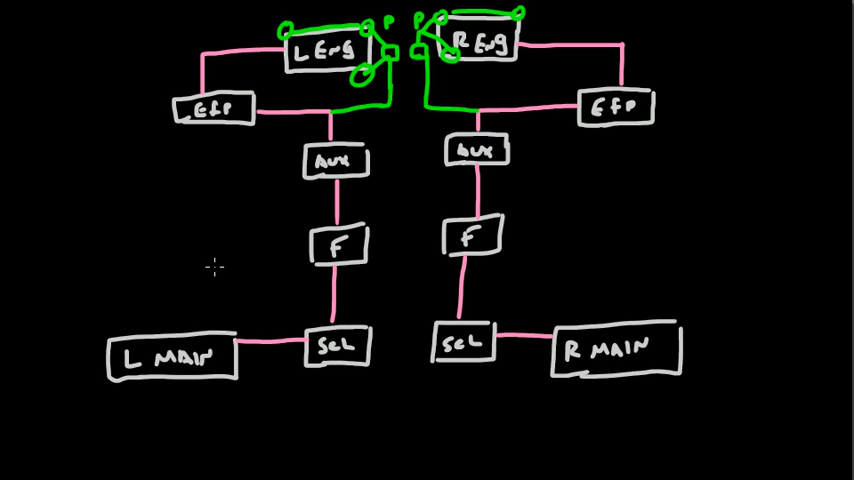 P P
L ENG R ENG
EFP EFP
AUX AUX
F F
SEL SEL
L MAIN R MAIN